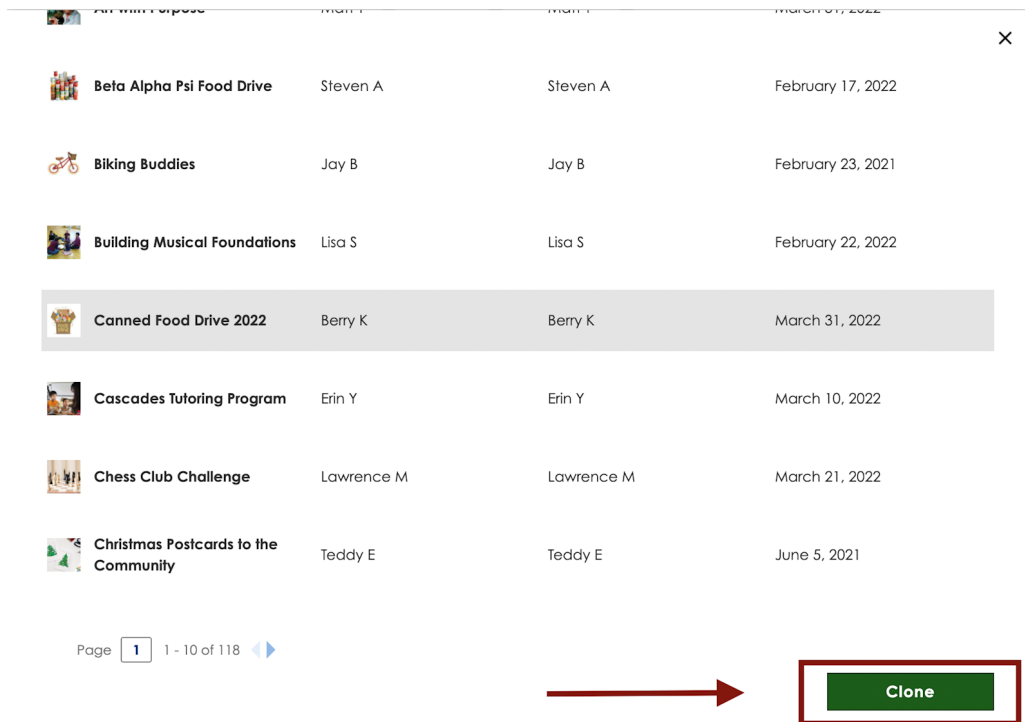 Beta Alpha Psi Food Drive Steven A Steven A February 17, 2022
Biking Buddies Jay B Jay B February 23, 2021
Building Musical Foundations Lisa S Lisa S February 22, 2022
Canned Food Drive 2022 Berry K Berry K March 31, 2022
Cascades Tutoring Program Erin Y Erin Y March 10, 2022
Chess Club Challenge Lawrence M Lawrence M March 21, 2022
Christmas Postcards to the
Community Teddy E Teddy E June 5, 2021
Page 1 1 - 10 of 118
Clone